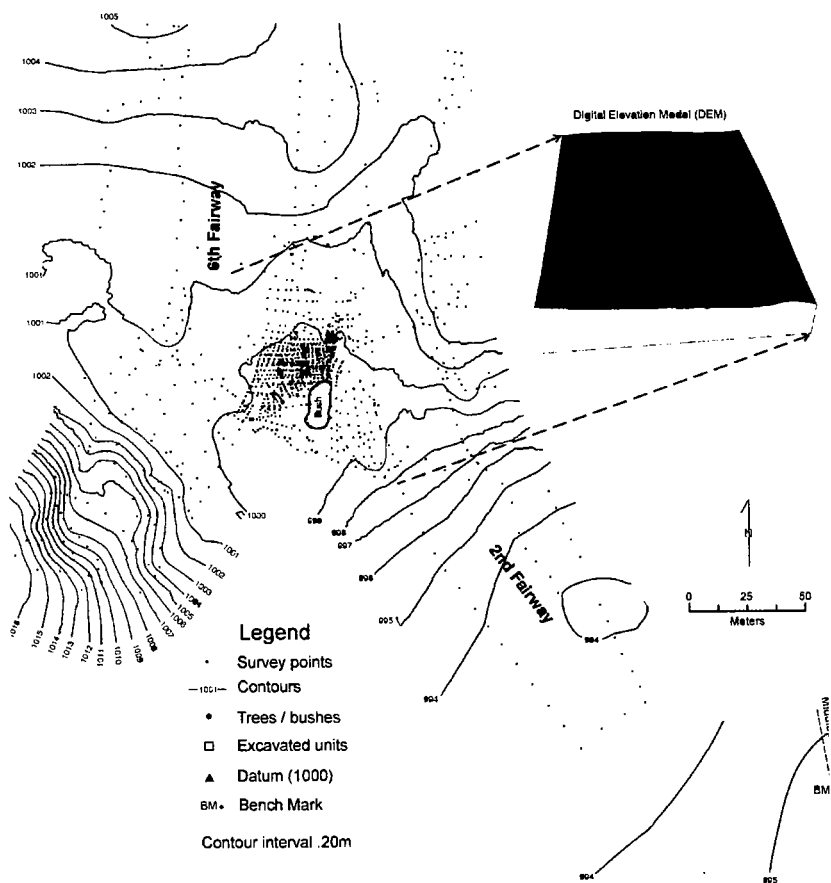 1005
1004
1003
1002
Digital Elevation Model (DEM)
6th Fairway
1001
1001
1002
Bush
1000
999
998
997
996
995
994
2nd Fairway
994
N
0 25 50
Meters
1001
1002
1003
1004
1005
1006
1007
1008
1009
1010
1011
1012
1013
1014
1015
1016
Legend
Survey points
1001 Contours
Trees / bushes
Excavated units
Datum (1000)
BM Bench Mark
Contour interval .20m
BM
994
995